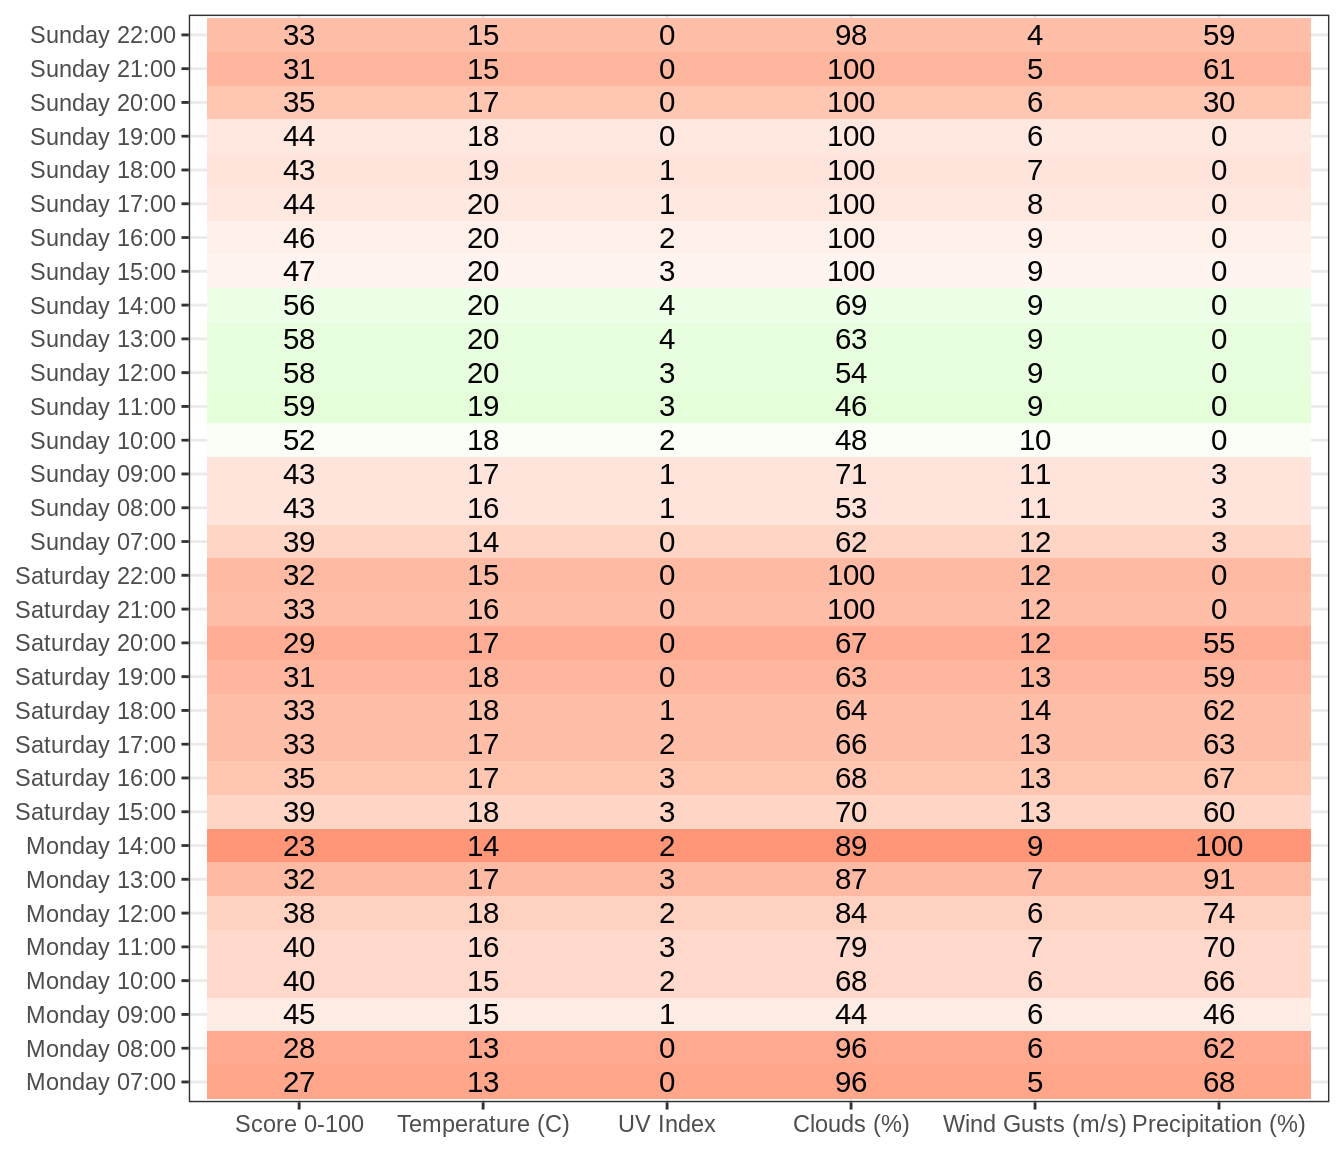 Sunday 22:00 33 15 0 98 4 59
Sunday 21:00 31 15 0 100 5 61
Sunday 20:00 35 17 0 100 6 30
Sunday 19:00 44 18 0 100 6 0
Sunday 18:00 43 19 1 100 7 0
Sunday 17:00 44 20 1 100 8 0
Sunday 16:00 46 20 2 100 9 0
Sunday 15:00 47 20 3 100 9 0
Sunday 14:00 56 20 4 69 9 0
Sunday 13:00 58 20 4 63 9 0
Sunday 12:00 58 20 3 54 9 0
Sunday 11:00 59 19 3 46 9 0
Sunday 10:00 52 18 2 48 10 0
Sunday 09:00 43 17 1 71 11 3
Sunday 08:00 43 16 1 53 11 3
Sunday 07:00 39 14 0 62 12 3
Saturday 22:00 32 15 0 100 12 0
Saturday 21:00 33 16 0 100 12 0
Saturday 20:00 29 17 0 67 12 55
Saturday 19:00 31 18 0 63 13 59
Saturday 18:00 33 18 1 64 14 62
Saturday 17:00 33 17 2 66 13 63
Saturday 16:00 35 17 3 68 13 67
Saturday 15:00 39 18 3 70 13 60
Monday 14:00 23 14 2 89 9 100
Monday 13:00 32 17 3 87 7 91
Monday 12:00 38 18 2 84 6 74
Monday 11:00 40 16 3 79 7 70
Monday 10:00 40 15 2 68 6 66
Monday 09:00 45 15 1 44 6 46
Monday 08:00 28 13 0 96 6 62
Monday 07:00 27 13 0 96 5 68
Score 0-100 Temperature (C) UV Index Clouds (%) Wind Gusts (m/s) Precipitation (%)